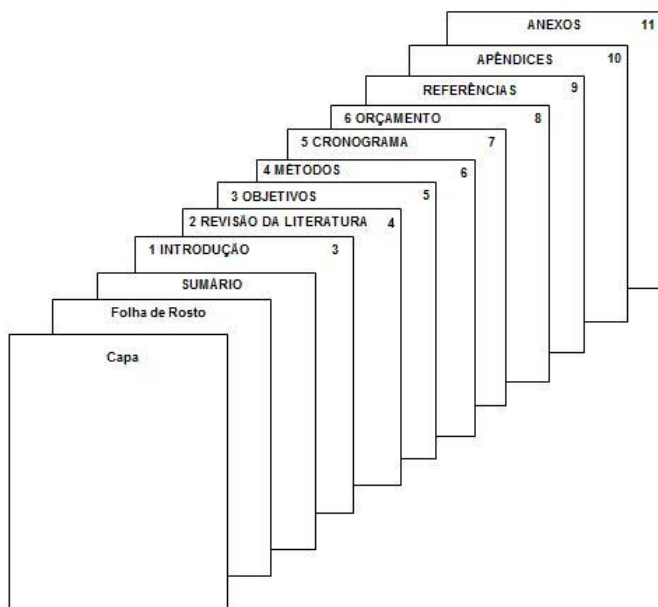 ANEXOS 11
APÊNDICES 10
REFERÊNCIAS 9
6 ORÇAMENTO 8
5 CRONOGRAMA 7
4 MÉTODOS 6
3 OBJETIVOS 5
2 REVISÃO DA LITERATURA 4
1 INTRODUÇÃO 3
SUMÁRIO
Folha de Rosto
Capa